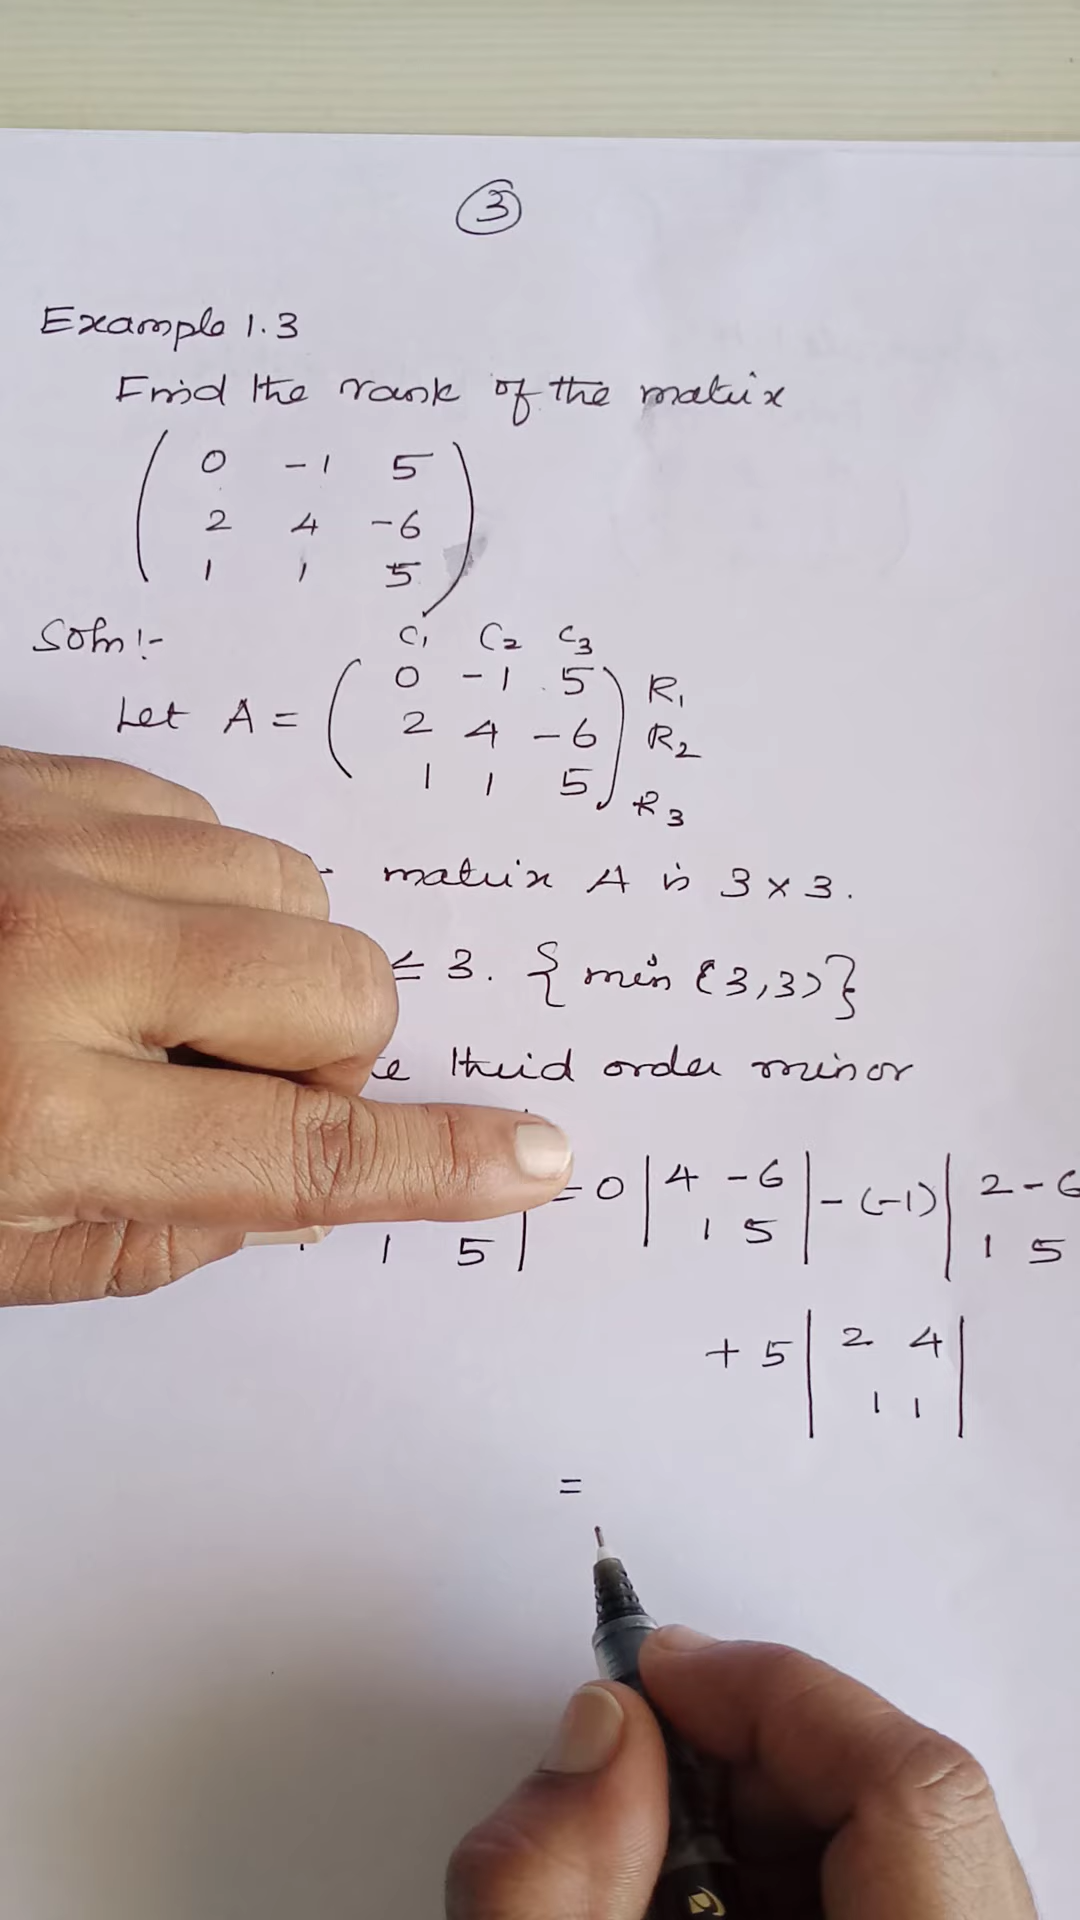 3
Example 1.3
Find the rank of the matrix
0 -1 5
2 4 -6
1 1 5
Soln:-
C1 C2 C3
0 -1 5 R1
Let A = 2 4 -6 R2
1 1 5 R3
matrix A is 3 × 3.
≤ 3. {min (3,3)}
third order minor
= 0 | 4 -6 | - (-1) | 2 -6
1 1 5 | 1 5 | 1 5
+ 5 | 2 4 |
1 1
=